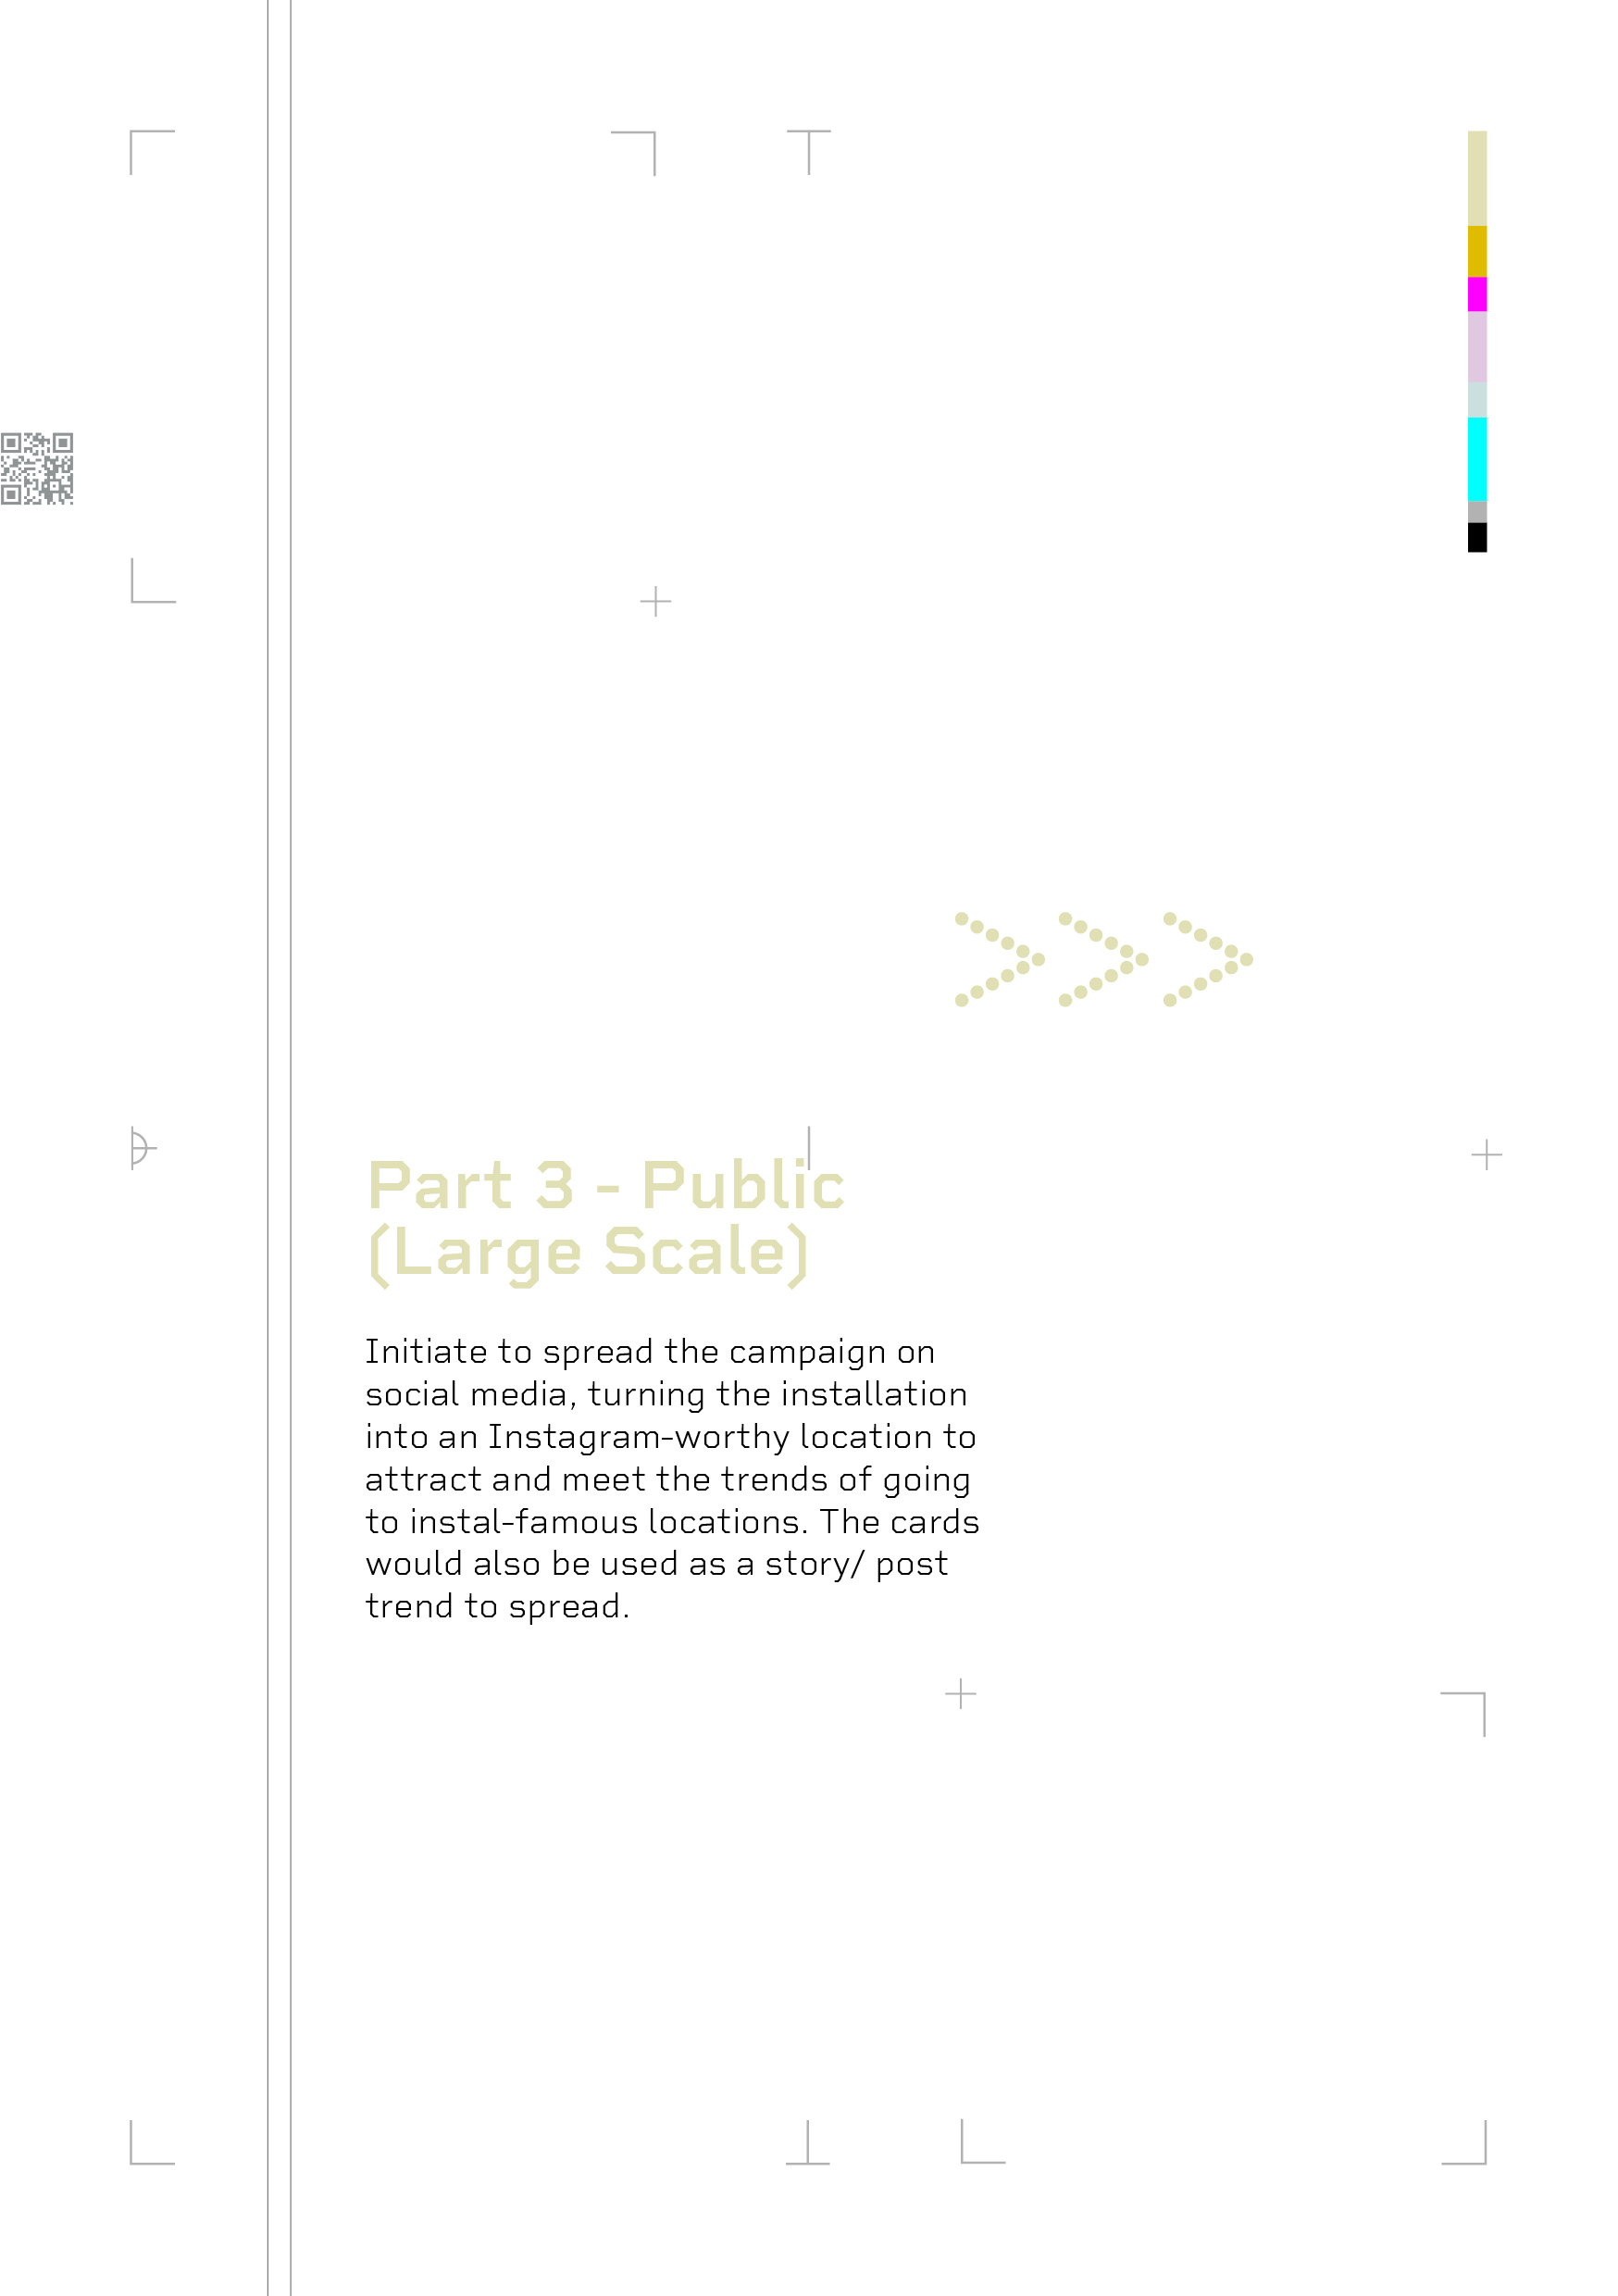 Part 3 - Public
(Large Scale)
Initiate to spread the campaign on
social media, turning the installation
into an Instagram-worthy location to
attract and meet the trends of going
to instal-famous locations. The cards
would also be used as a story/ post
trend to spread.